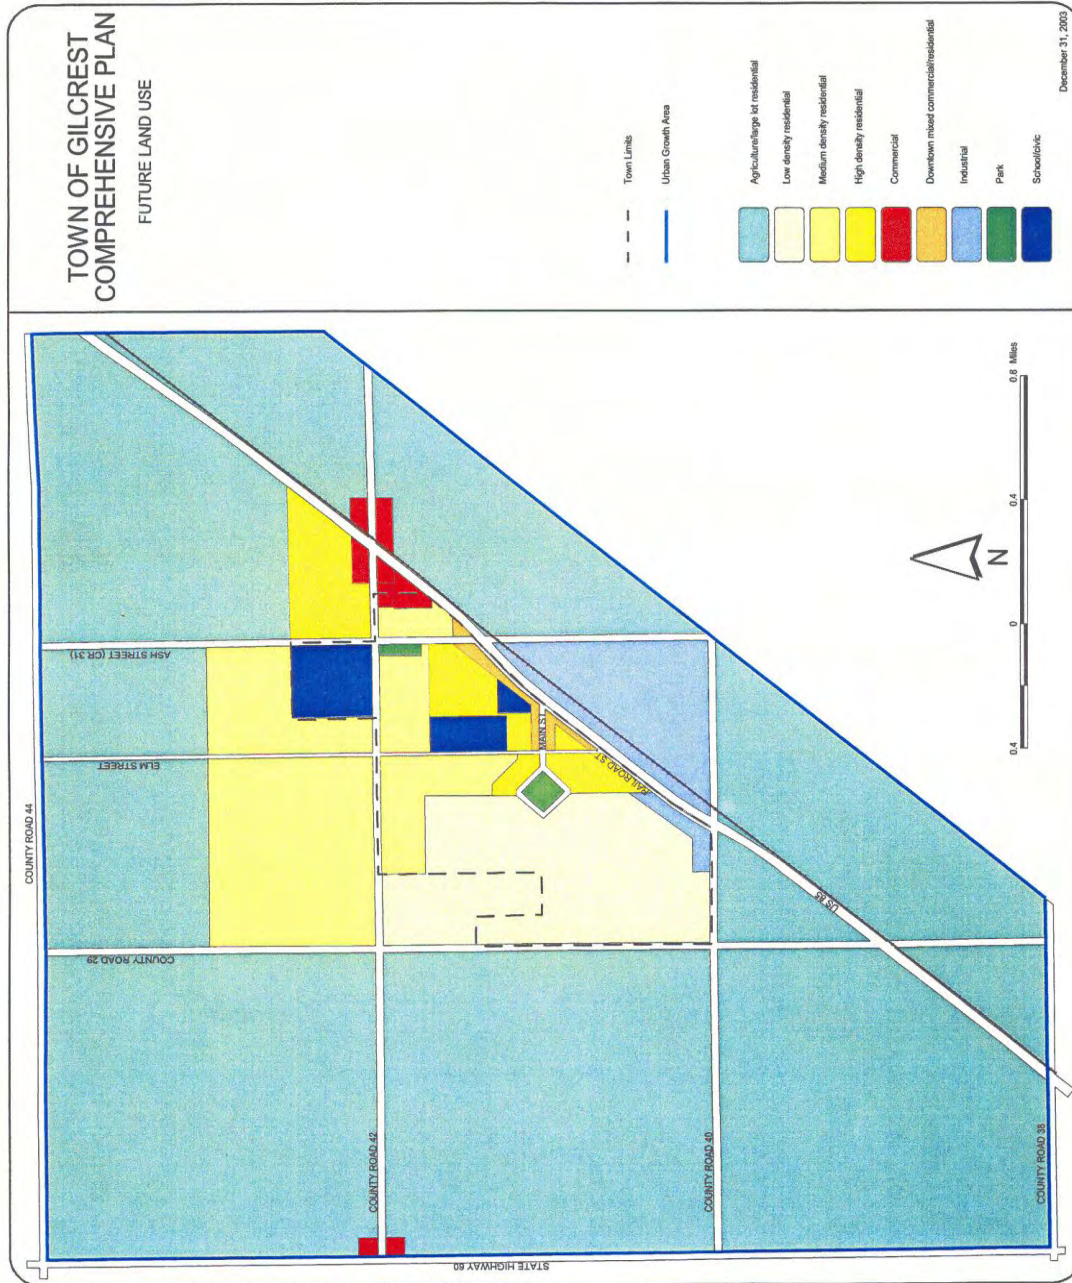 TOWN OF GILCREST
COMPREHENSIVE PLAN
FUTURE LAND USE
Town Limits
Urban Growth Area
Agriculture/large lot residential
Low density residential
Medium density residential
High density residential
Commercial
Downtown mixed commercial/residential
Industrial
Park
School/civic
December 31, 2003
COUNTY ROAD 44
ASH STREET (CR 31)
ELM STREET
COUNTY ROAD 29
COUNTY ROAD 42
MAIN ST
RAILROAD ST
COUNTY ROAD 40
US 85
COUNTY ROAD 38
STATE HIGHWAY 60
N
0.4
0
0.4
0.8 Miles